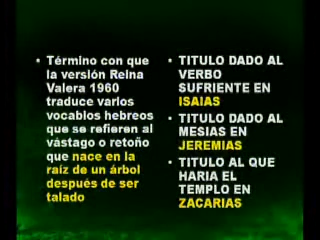 • Término con que
la versión Reina
Valera 1960
traduce varios
vocablos hebreos
que se refieren al
vástago o retoño
que nace en la
raíz de un árbol
después de ser
talado
• TITULO DADO AL
VERBO
SUFRIENTE EN
ISAIAS
• TITULO DADO AL
MESIAS EN
JEREMIAS
• TITULO AL QUE
HARIA EL
TEMPLO EN
ZACARIAS